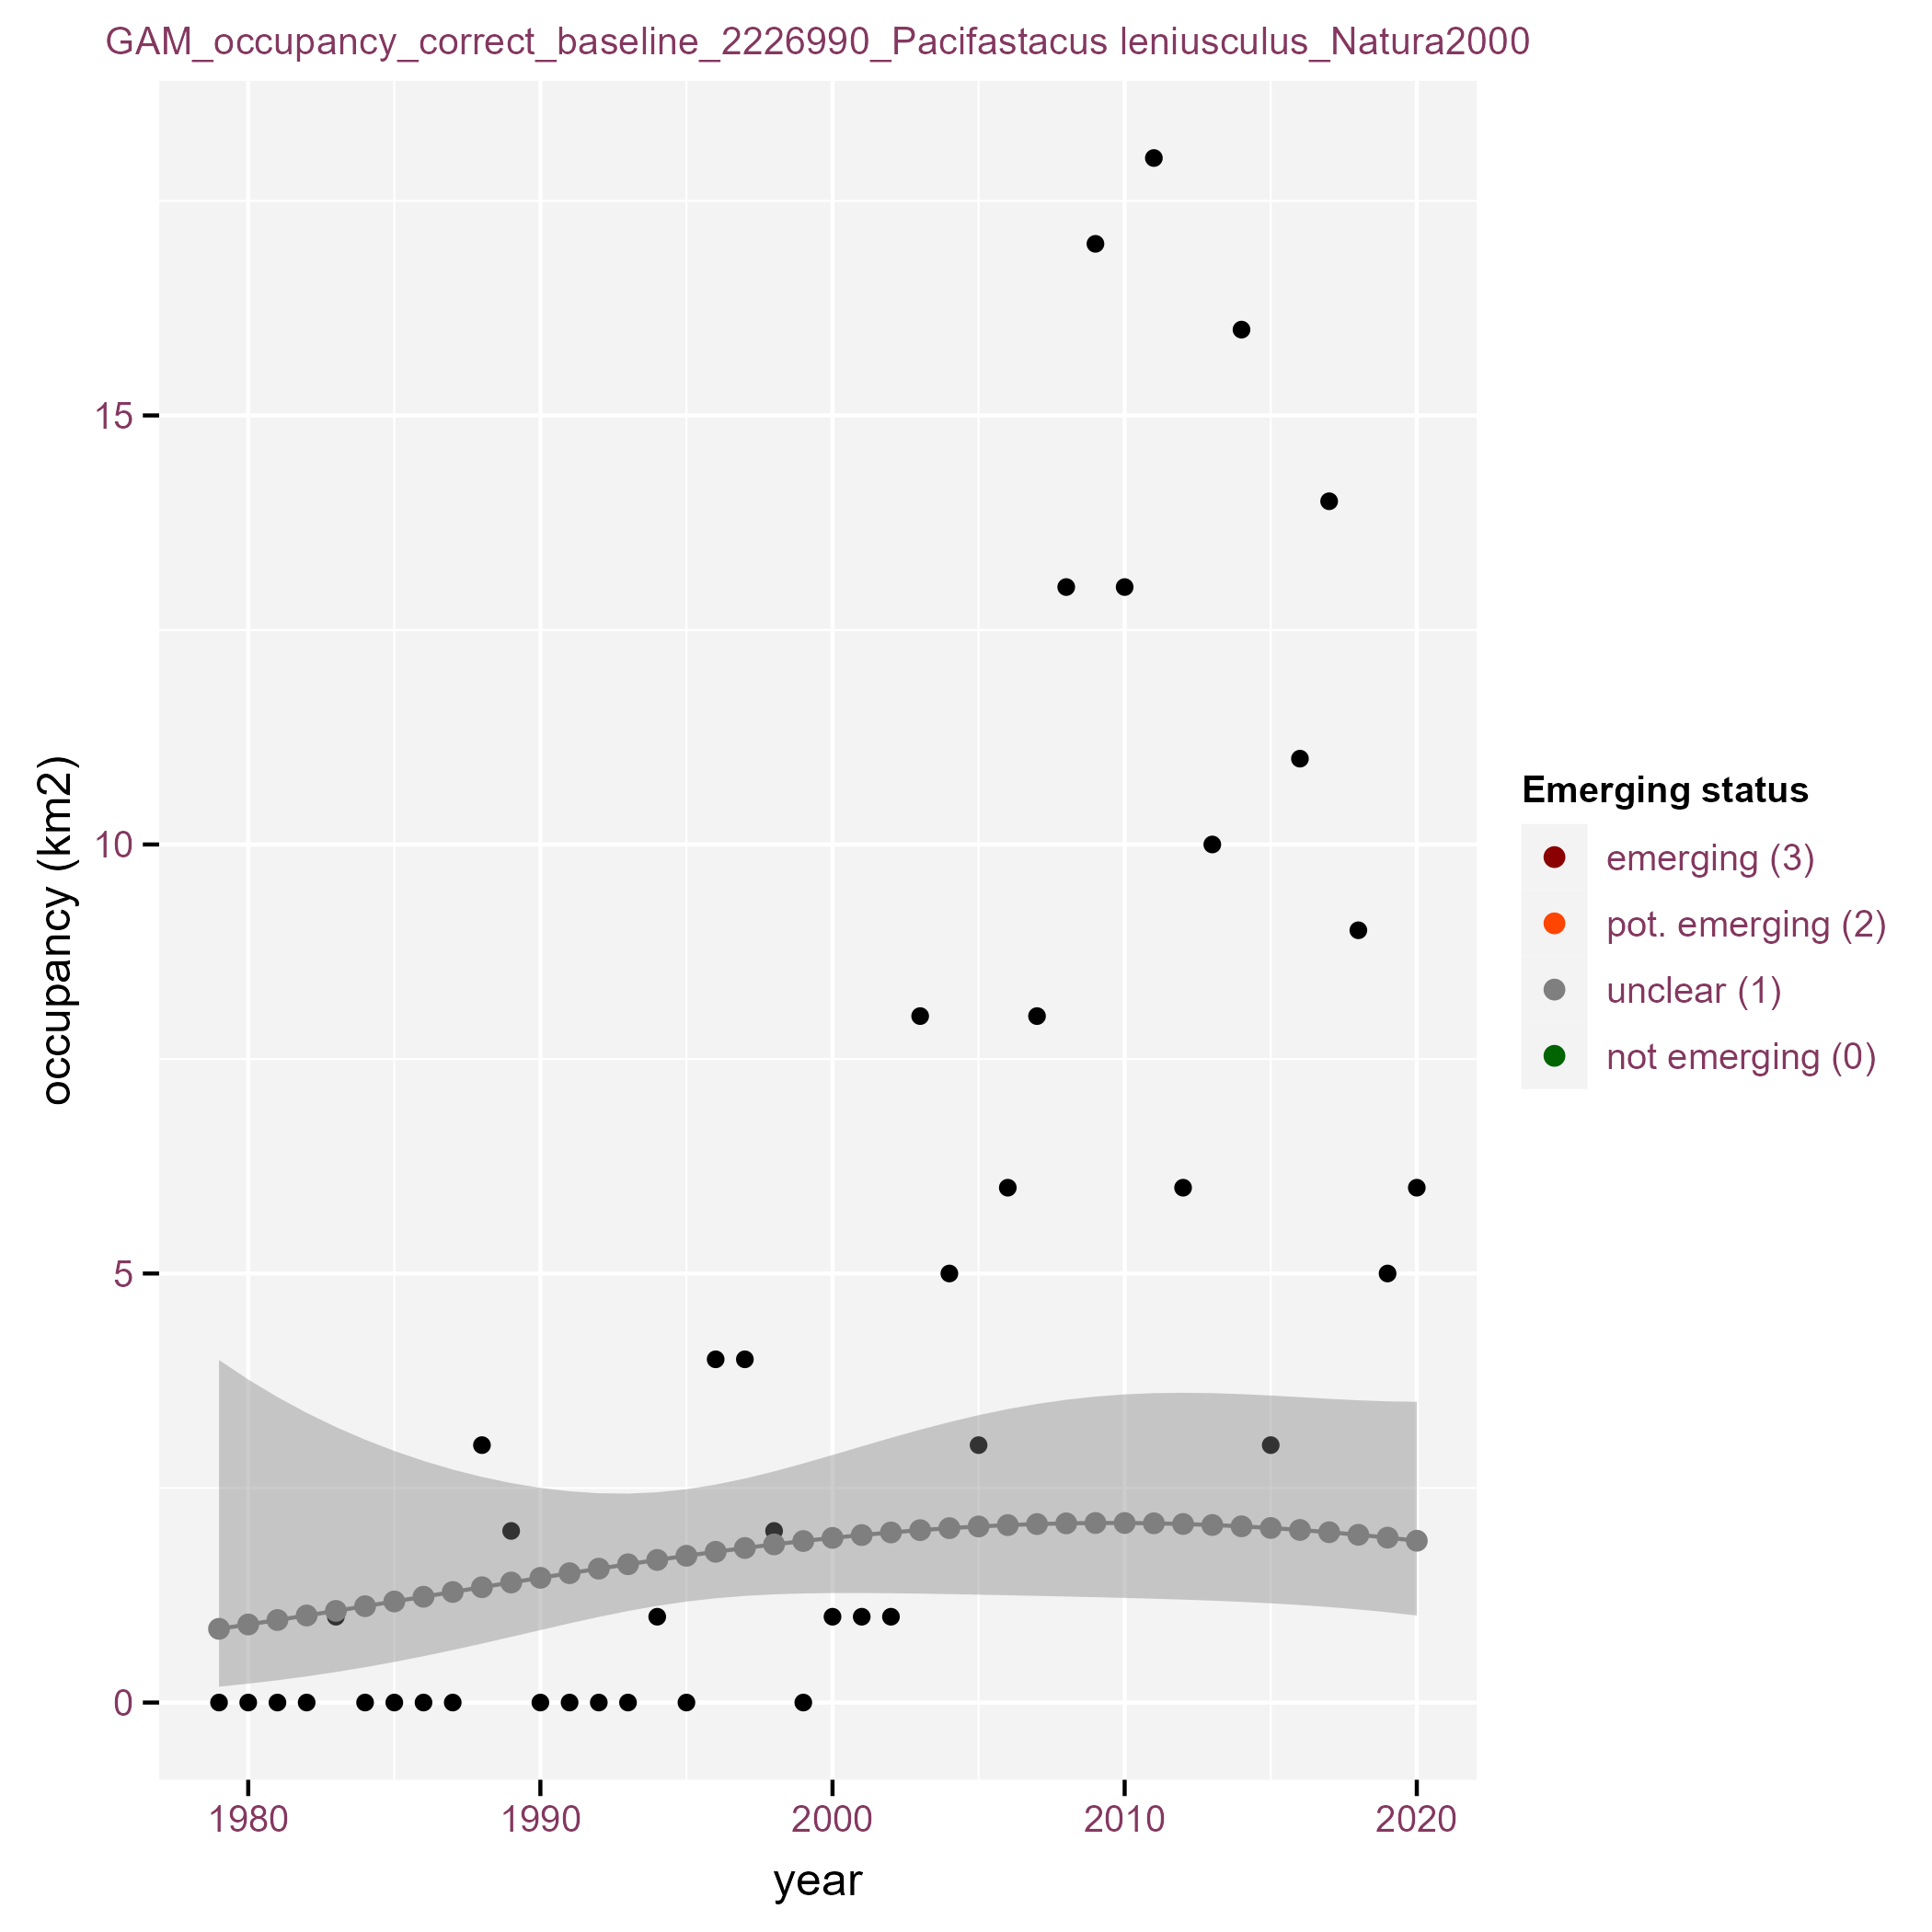 GAM_occupancy_correct_baseline_2226990_Pacifastacus leniusculus_Natura2000
occupancy (km2)
15
10
5
0
1980
1990
2000
2010
2020
year
Emerging status
emerging (3)
pot. emerging (2)
unclear (1)
not emerging (0)